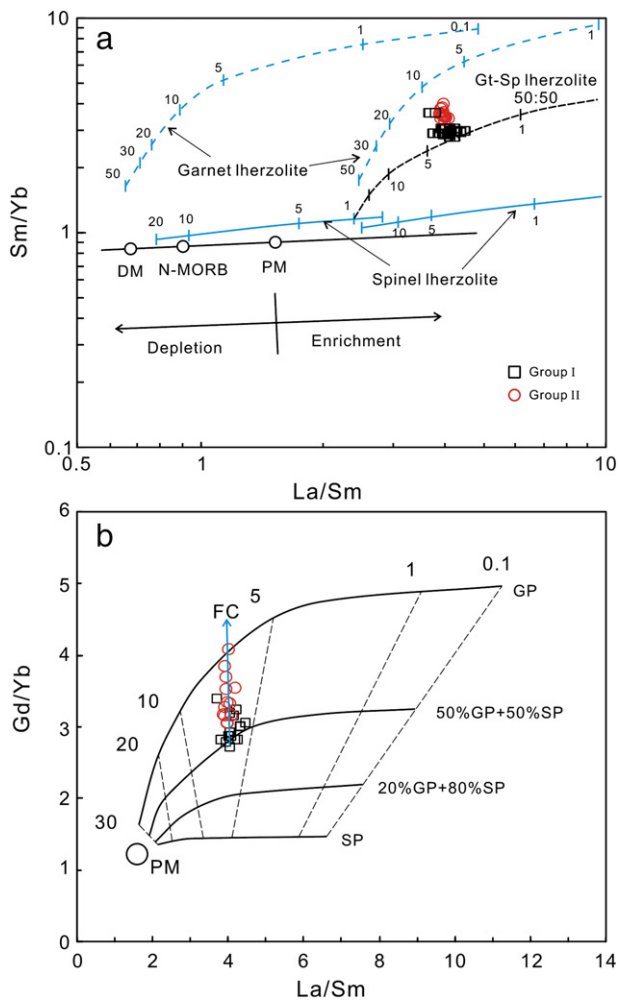 10
a
0.1
1
1
5
10
20
30
50
5
10
20
30
50
1
Gt-Sp lherzolite
50:50
1
5
10
1
Garnet lherzolite
Sm/Yb
1
20
10
5
10
5
1
DM
N-MORB
PM
Spinel lherzolite
Depletion
Enrichment
Group I
Group II
0.1
0.5
1
10
La/Sm
6
b
5
4
3
2
1
0
Gd/Yb
FC
5
1
0.1
GP
10
20
30
50%GP+50%SP
20%GP+80%SP
SP
PM
0
2
4
6
8
10
12
14
La/Sm